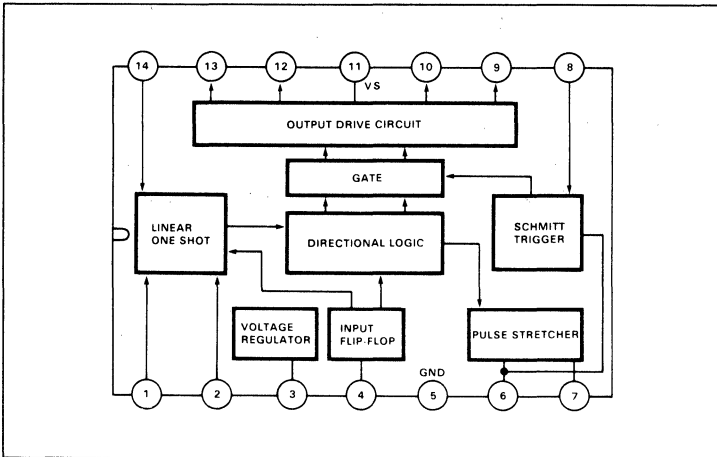 14
13
12
11
10
9
8
VS
OUTPUT DRIVE CIRCUIT
GATE
LINEAR
ONE SHOT
DIRECTIONAL LOGIC
SCHMITT
TRIGGER
VOLTAGE
REGULATOR
INPUT
FLIP-FLOP
PULSE STRETCHER
GND
1
2
3
4
5
6
7